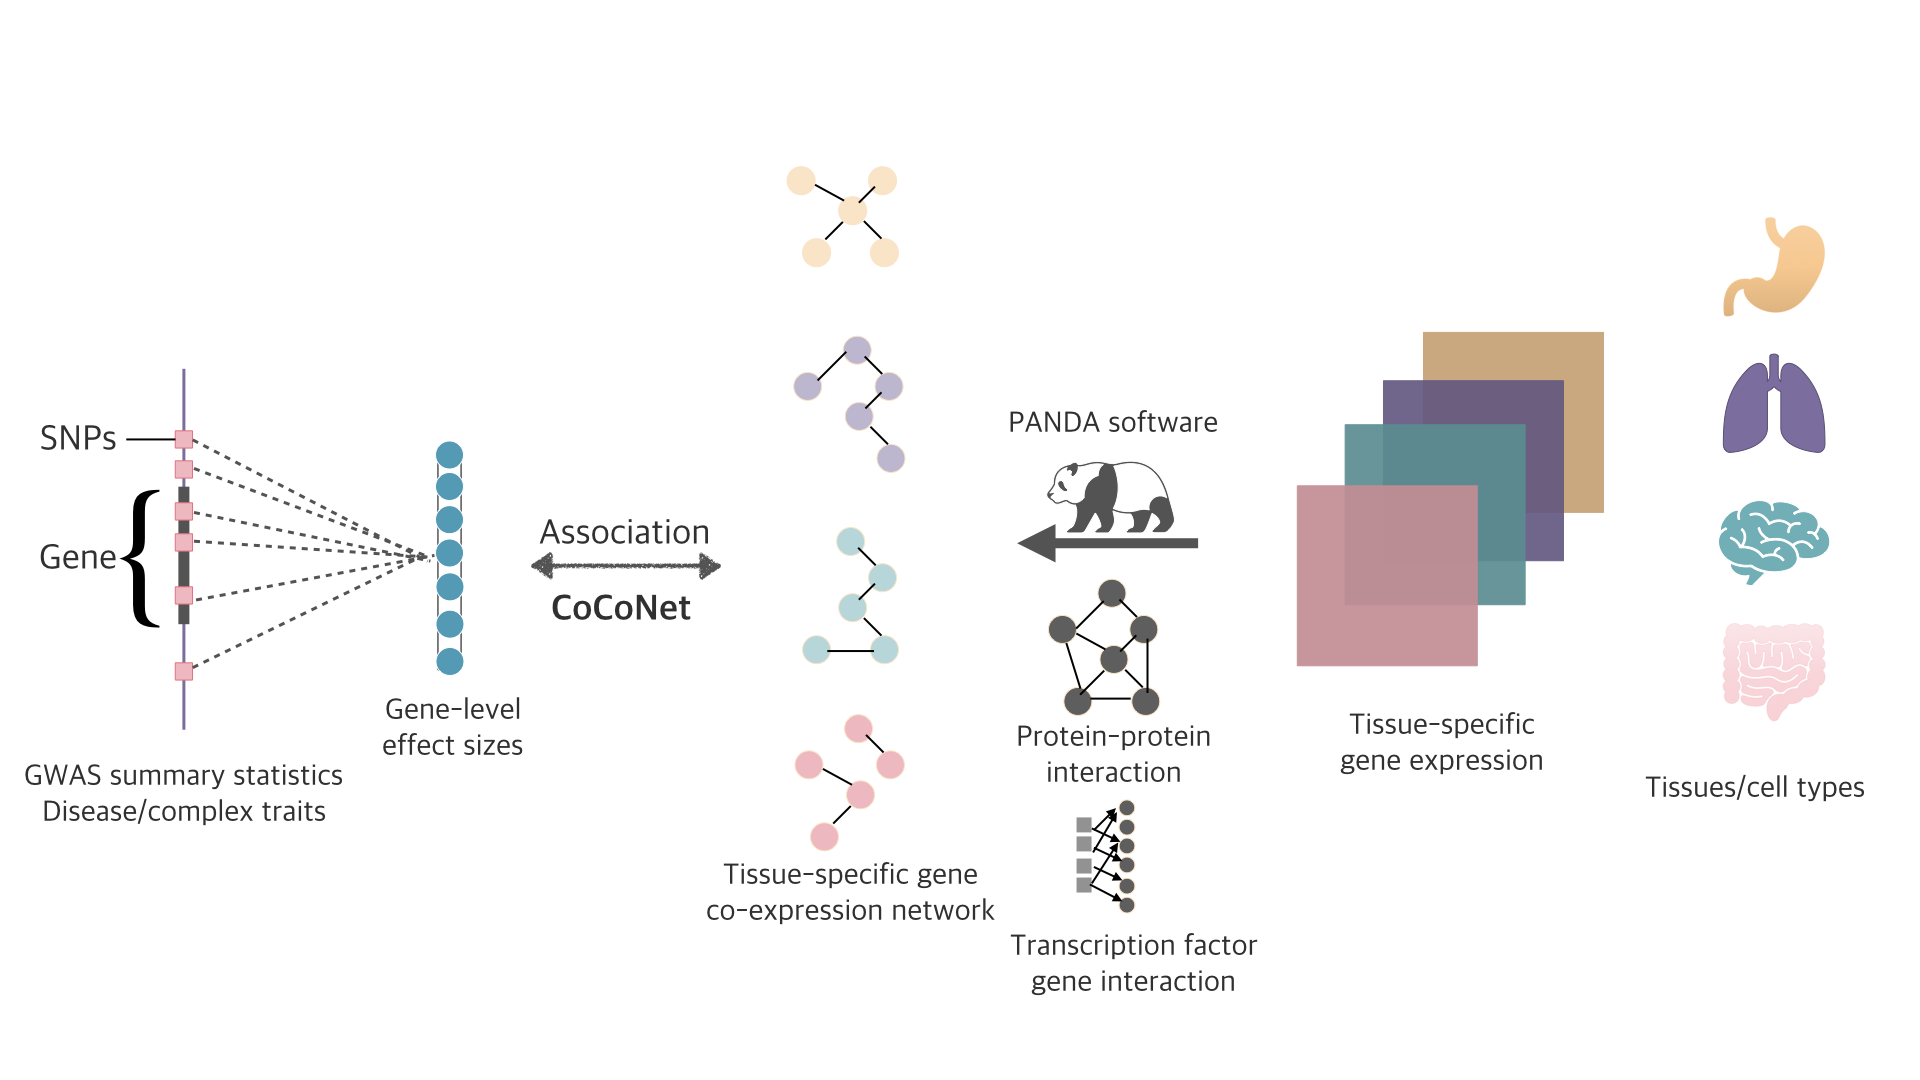 SNPs
Gene
GWAS summary statistics
Disease/complex traits
Gene-level
effect sizes
Association
CoCoNet
Tissue-specific gene
co-expression network
PANDA software
Protein-protein
interaction
Transcription factor
gene interaction
Tissue-specific
gene expression
Tissues/cell types